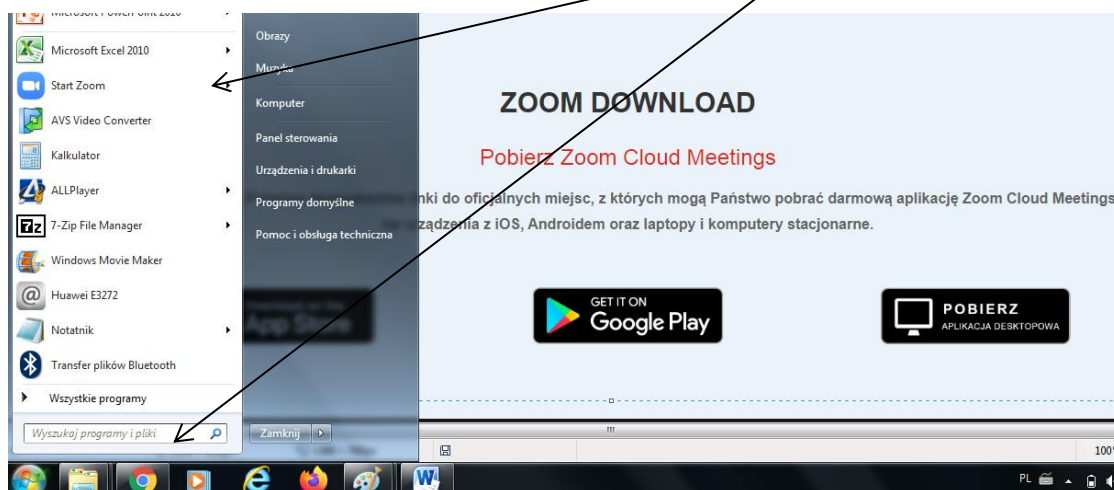 Microsoft PowerPoint 2010
Microsoft Excel 2010
Start Zoom
AVS Video Converter
Kalkulator
ALLPlayer
7-Zip File Manager
Windows Movie Maker
Huawei E3272
Notatnik
Transfer plików Bluetooth
Wszystkie programy
Wyszukaj programy i pliki
Obrazy
Muzyka
Komputer
Panel sterowania
Urządzenia i drukarki
Programy domyślne
Pomoc i obsługa techniczna
Zamknij
ZOOM DOWNLOAD
Pobierz Zoom Cloud Meetings
do oficjalnych miejsc, z których mogą Państwo pobrać darmową aplikację Zoom Cloud Meetings
z iOS, Androidem oraz laptopy i komputery stacjonarne.
App Store
GET IT ON
Google Play
POBIERZ
APLIKACJA DESKTOPOWA
PL